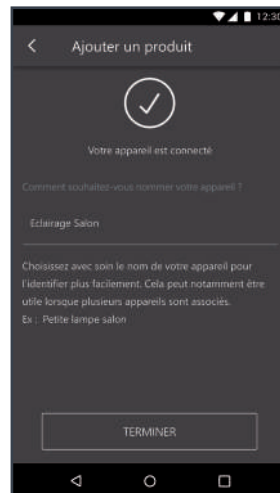 12:30
Ajouter un produit
Votre appareil est connecté
Comment souhaitez-vous nommer votre appareil ?
Eclairage Salon
Choisissez avec soin le nom de votre appareil pour
l'identifier plus facilement. Cela peut notamment être
utile lorsque plusieurs appareils sont associés.
Ex : Petite lampe salon
TERMINER